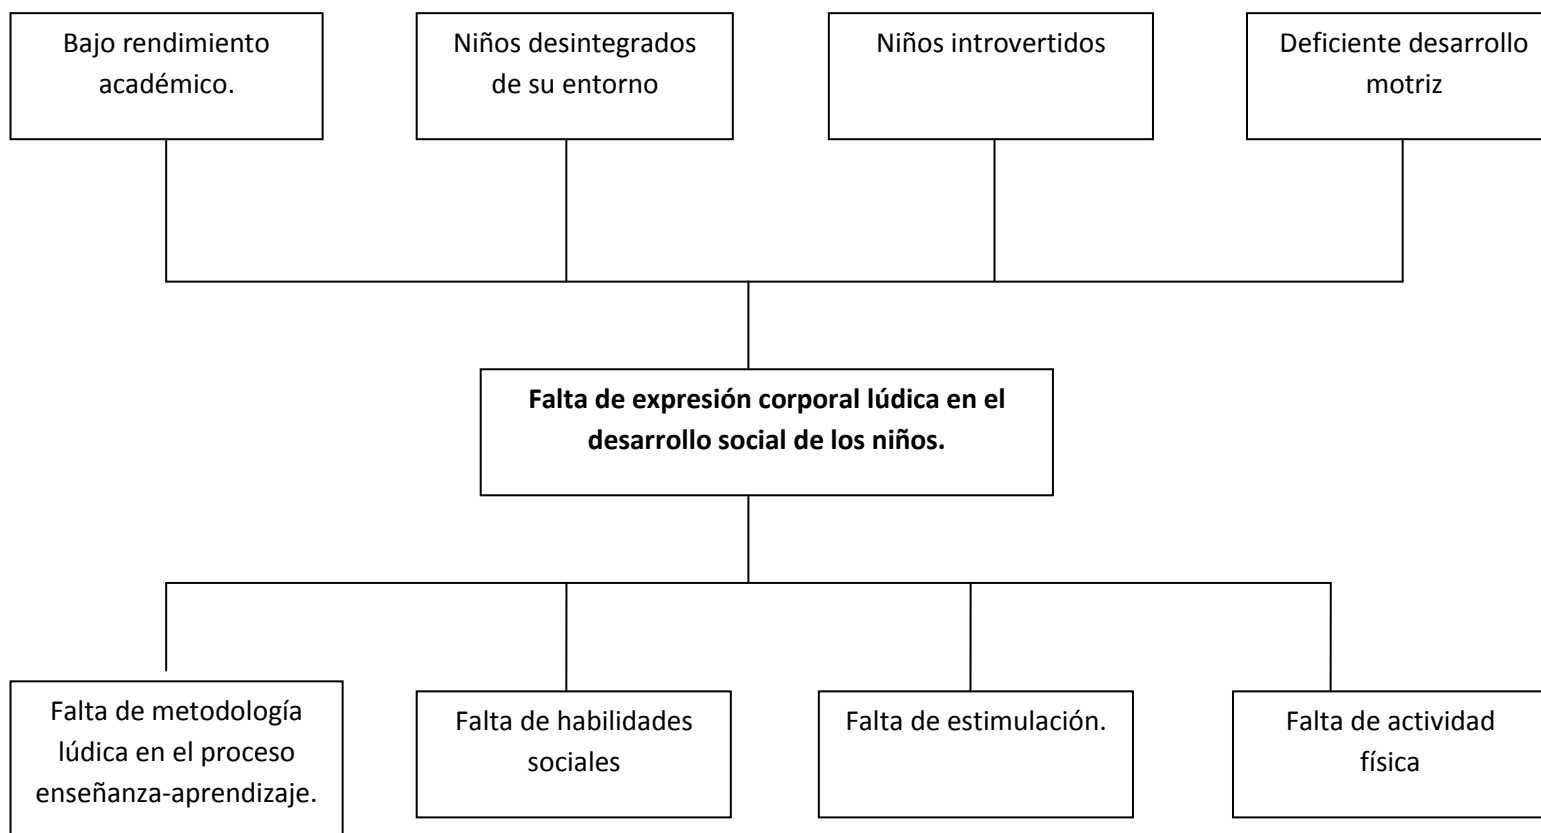 Bajo rendimiento
académico.
Niños desintegrados
de su entorno
Niños introvertidos
Deficiente desarrollo
motriz
Falta de expresión corporal lúdica en el
desarrollo social de los niños.
Falta de metodología
lúdica en el proceso
enseñanza-aprendizaje.
Falta de habilidades
sociales
Falta de estimulación.
Falta de actividad
física